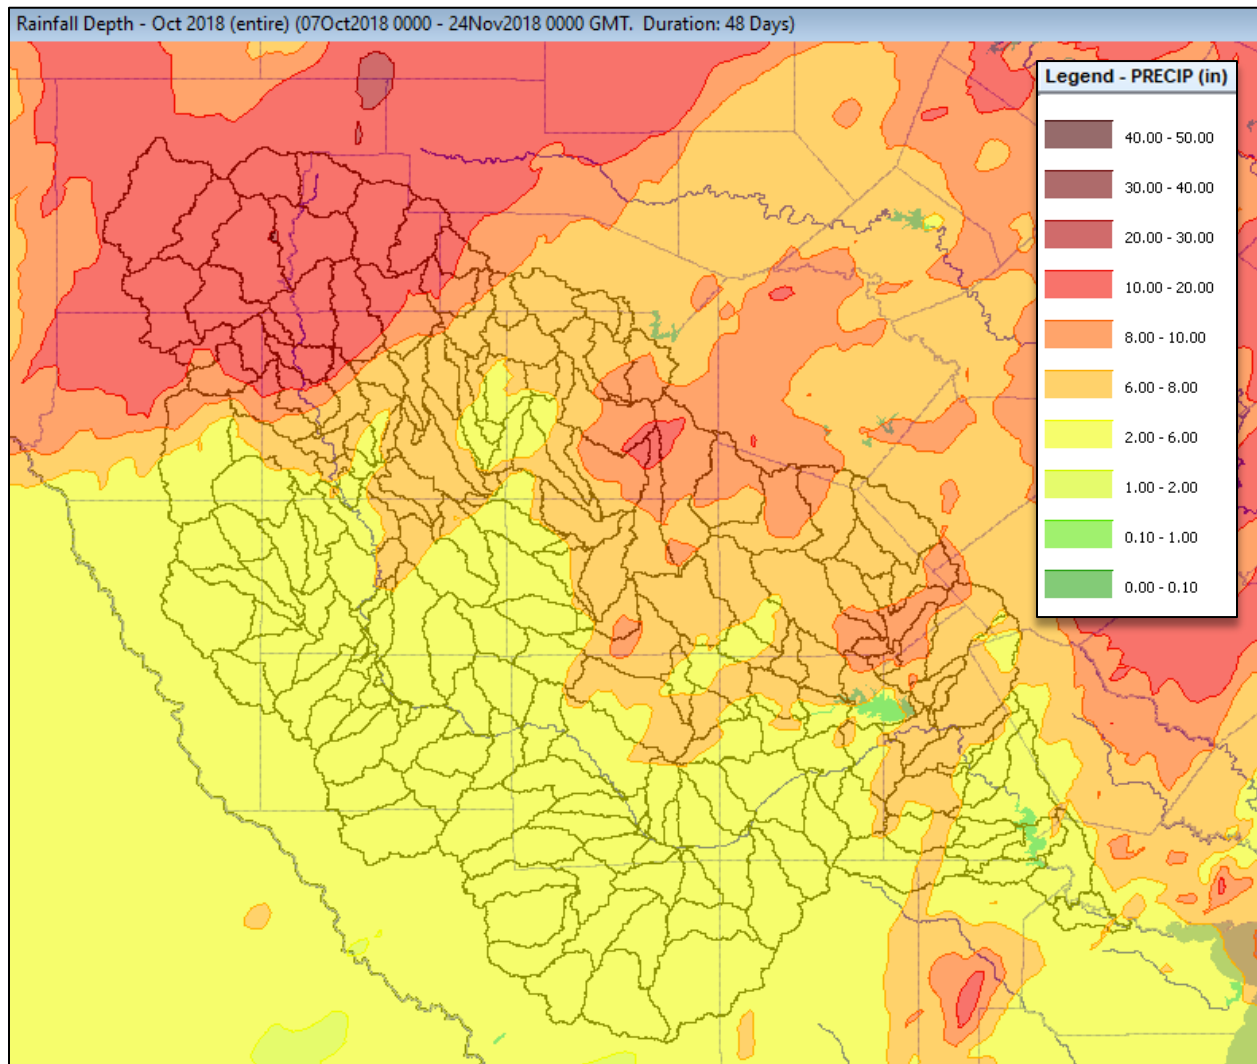 Rainfall Depth - Oct 2018 (entire) (07Oct2018 0000 - 24Nov2018 0000 GMT.  Duration: 48 Days)
Legend - PRECIP (in)
40.00 - 50.00
30.00 - 40.00
20.00 - 30.00
10.00 - 20.00
8.00 - 10.00
6.00 - 8.00
2.00 - 6.00
1.00 - 2.00
0.10 - 1.00
0.00 - 0.10